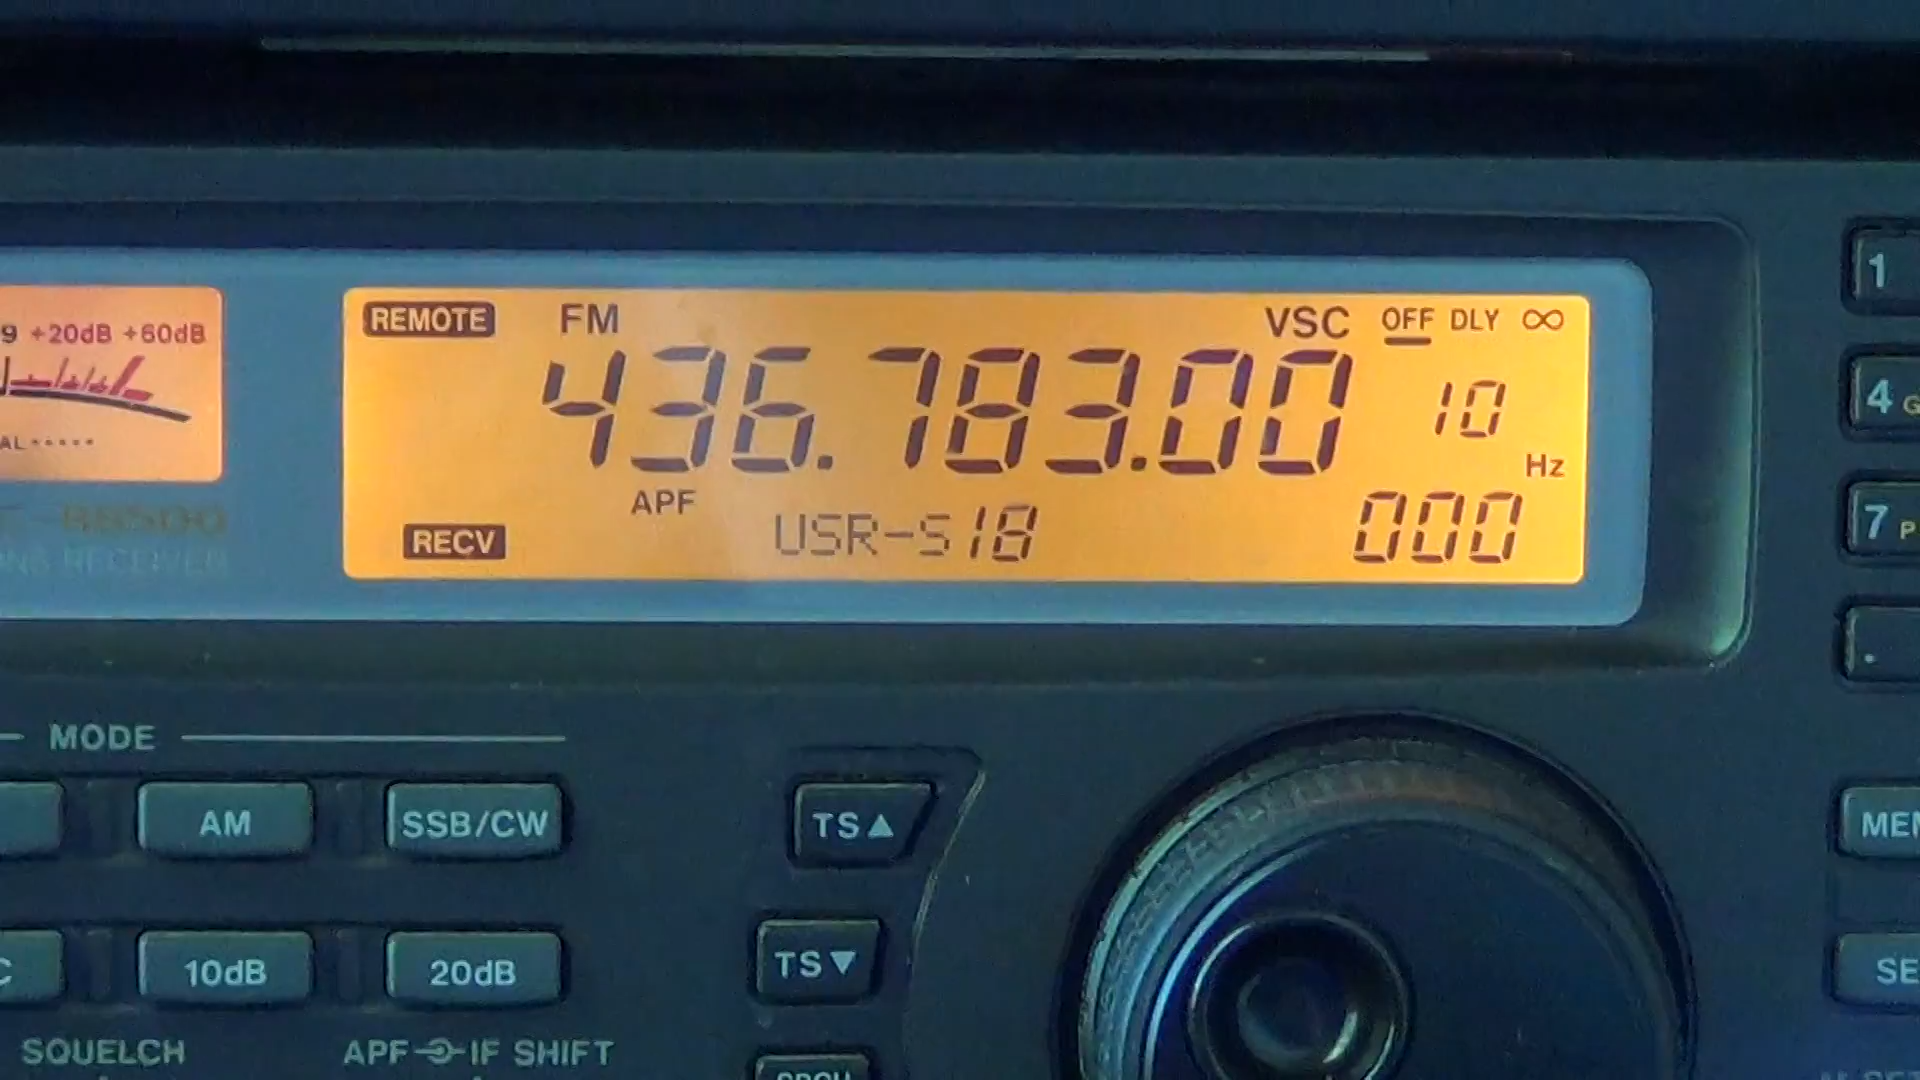 REMOTE FM VSC OFF DLY ∞
9 +20dB +60dB
436.783.00 10
Hz
APF
RECV USR-S18 000
MODE
AM SSB/CW TS▲
10dB 20dB TS▼
SQUELCH APF IF SHIFT
1
4
7 P
.